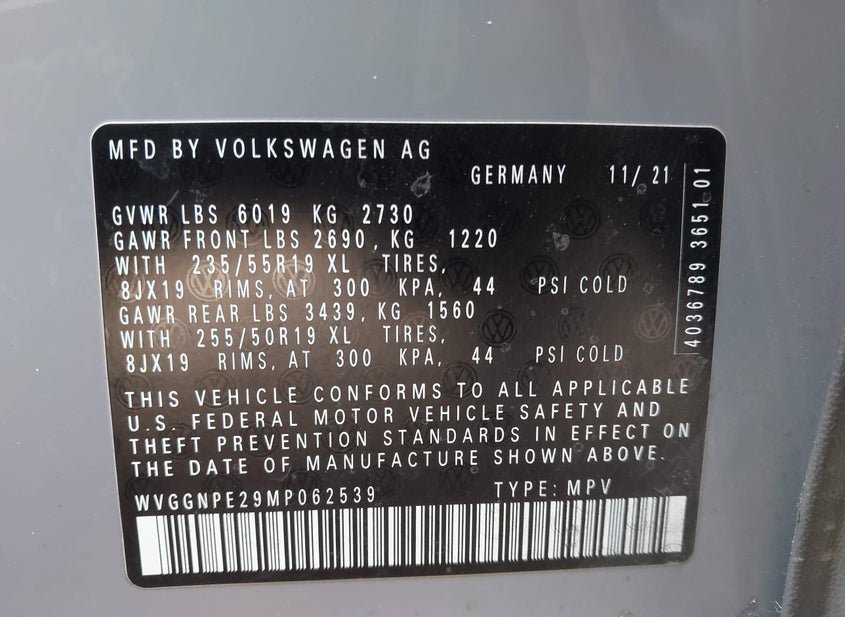 MFD BY VOLKSWAGEN AG
GERMANY 11/ 21
GVWR LBS 6019 KG 2730
GAWR FRONT LBS 2690, KG 1220
WITH 235/55R19 XL TIRES,
8JX19 RIMS, AT 300 KPA, 44 PSI COLD
GAWR REAR LBS 3439, KG 1560
WITH 255/50R19 XL TIRES,
8JX19 RIMS, AT 300 KPA, 44 PSI COLD
THIS VEHICLE CONFORMS TO ALL APPLICABLE
U.S. FEDERAL MOTOR VEHICLE SAFETY AND
THEFT PREVENTION STANDARDS IN EFFECT ON
THE DATE OF MANUFACTURE SHOWN ABOVE.
WVGGNPE29MP062539 TYPE: MPV
4036789 3651 01